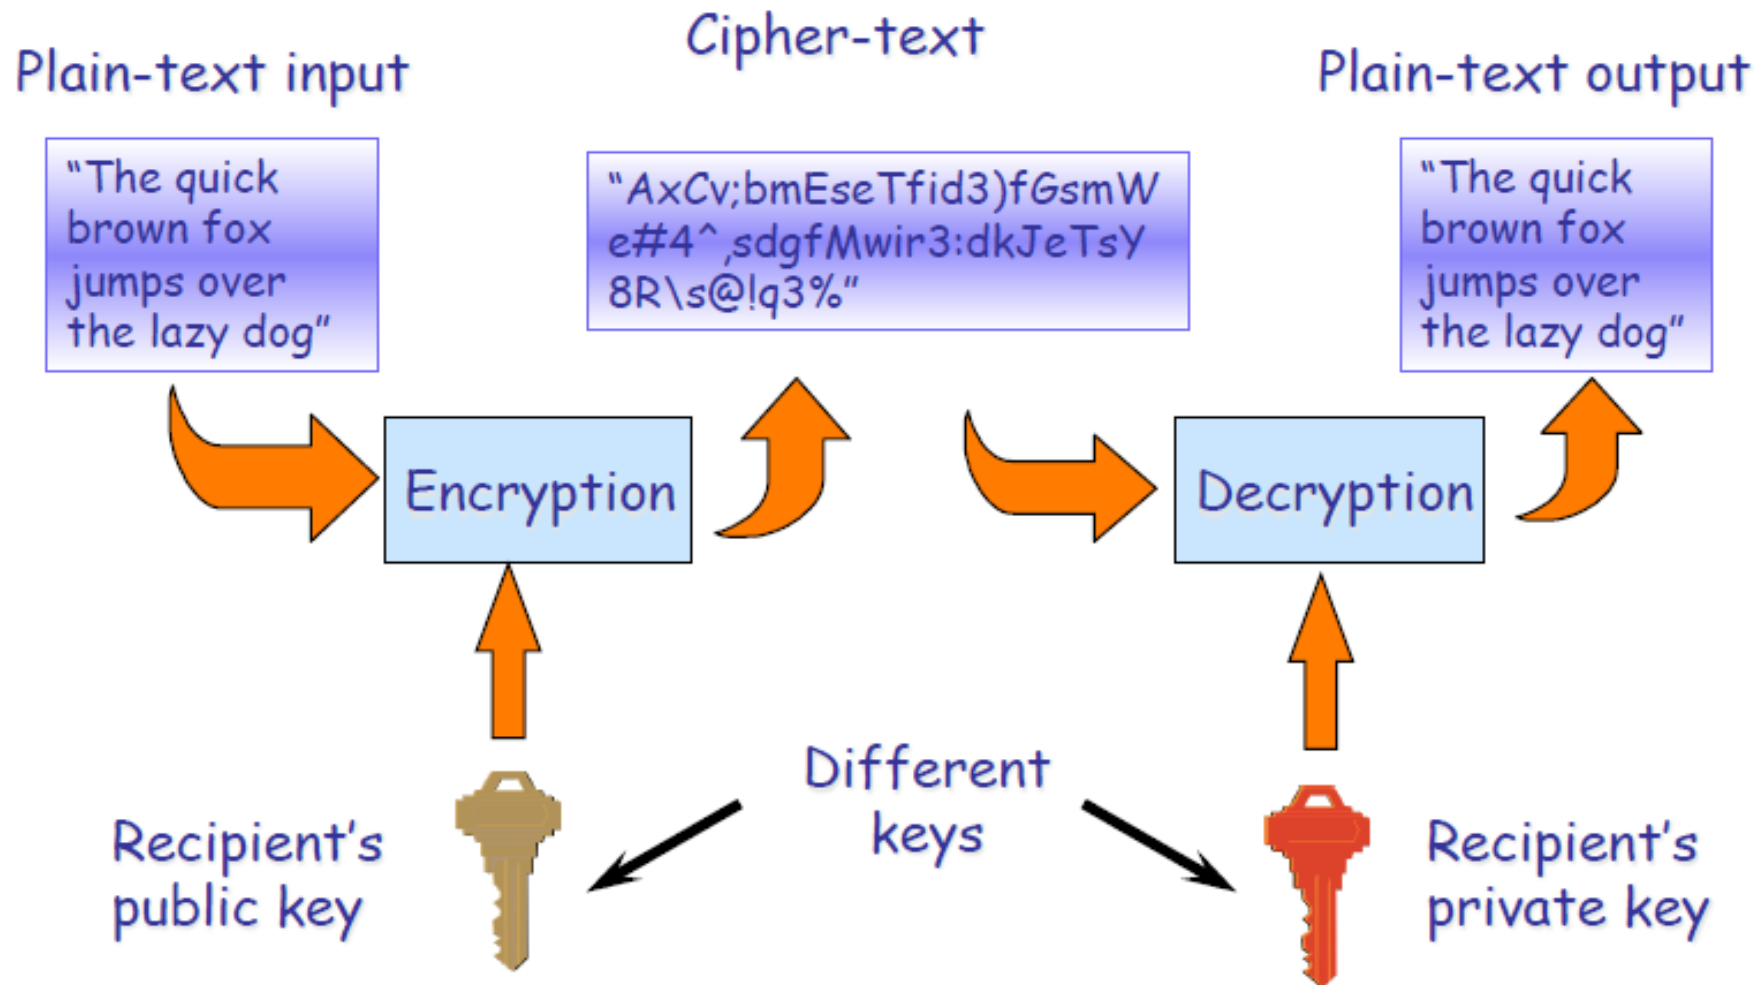 Plain-text input
Cipher-text
Plain-text output
“The quick
brown fox
jumps over
the lazy dog”
“AxCv;bmEseTfid3)fGsmW
e#4^,sdgfMwir3:dkJeTsY
8R\s@!q3%”
“The quick
brown fox
jumps over
the lazy dog”
Encryption
Decryption
Different
keys
Recipient’s
public key
Recipient’s
private key